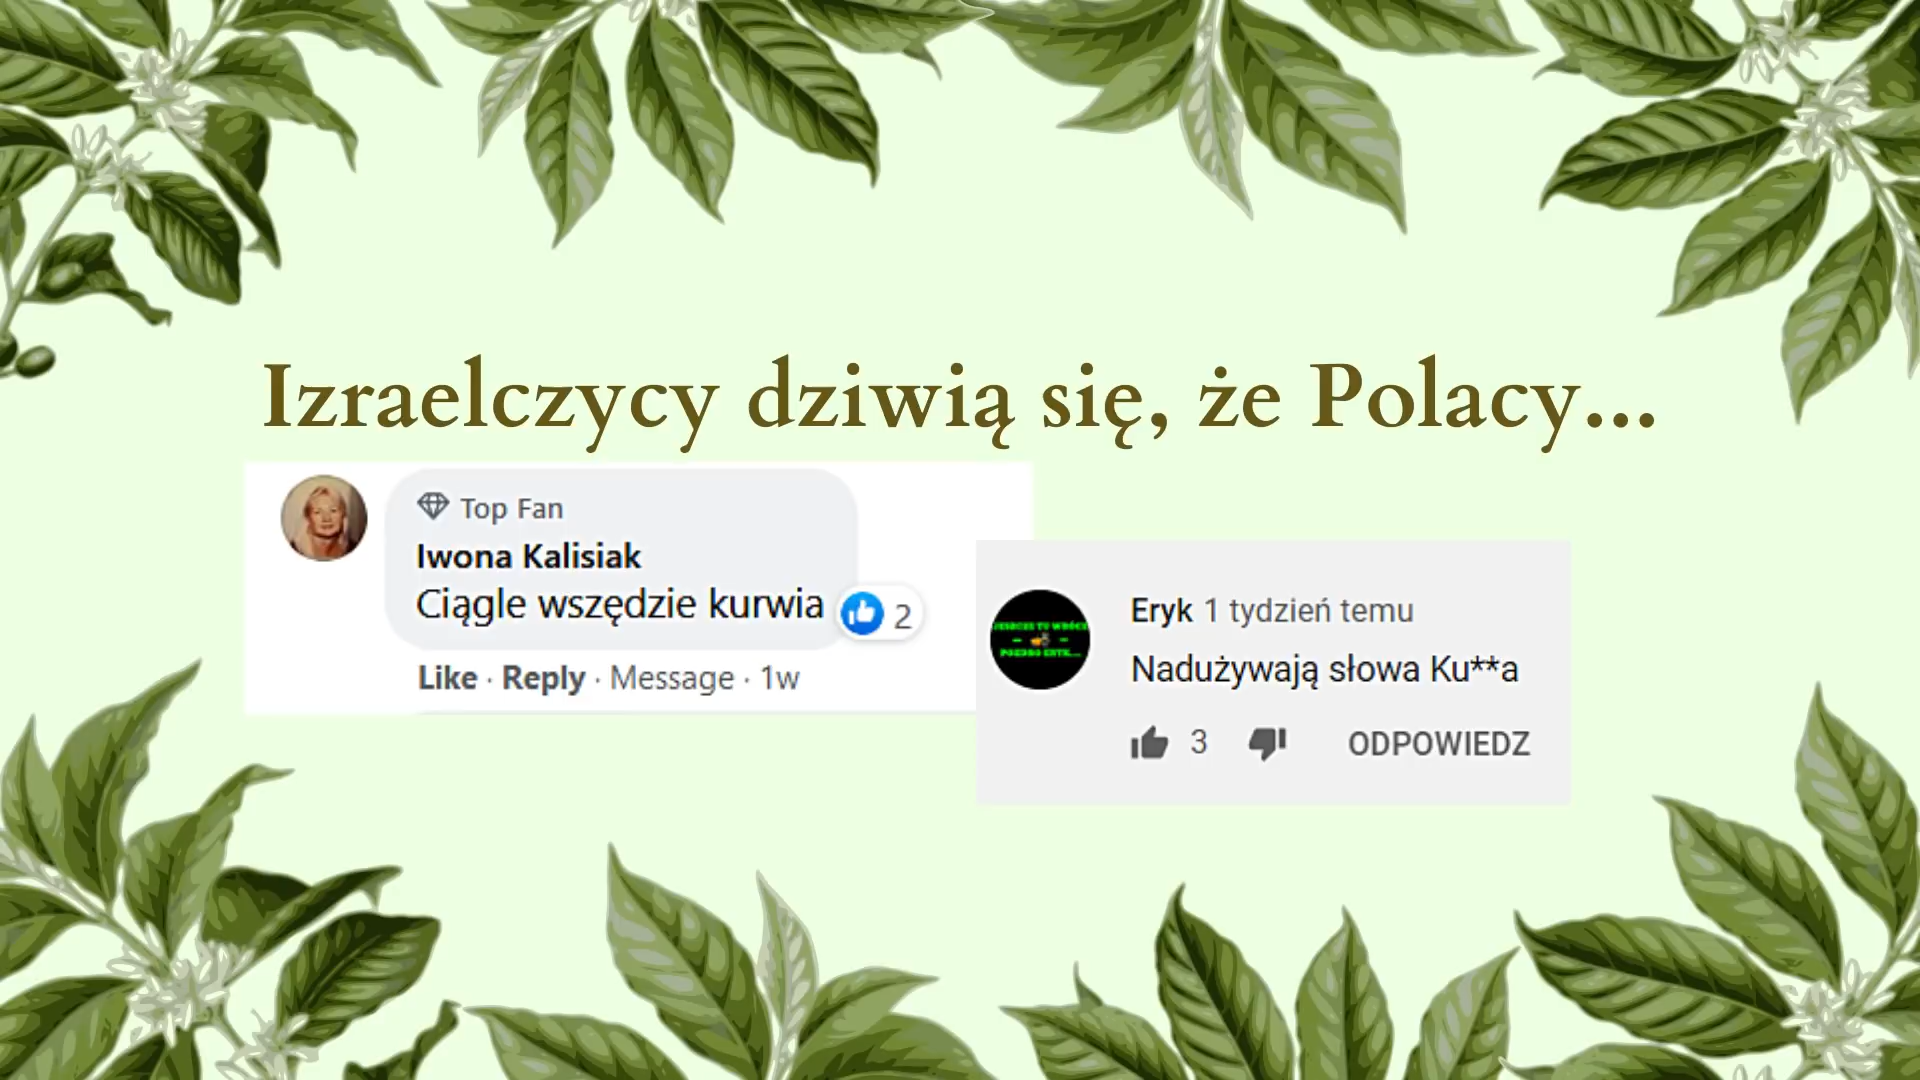 Izraelczycy dziwią się, że Polacy...
Top Fan
Iwona Kalisiak
Ciągle wszędzie kurwia
2
Like · Reply · Message · 1w
Eryk 1 tydzień temu
Nadużywają słowa Ku**a
3
ODPOWIEDZ